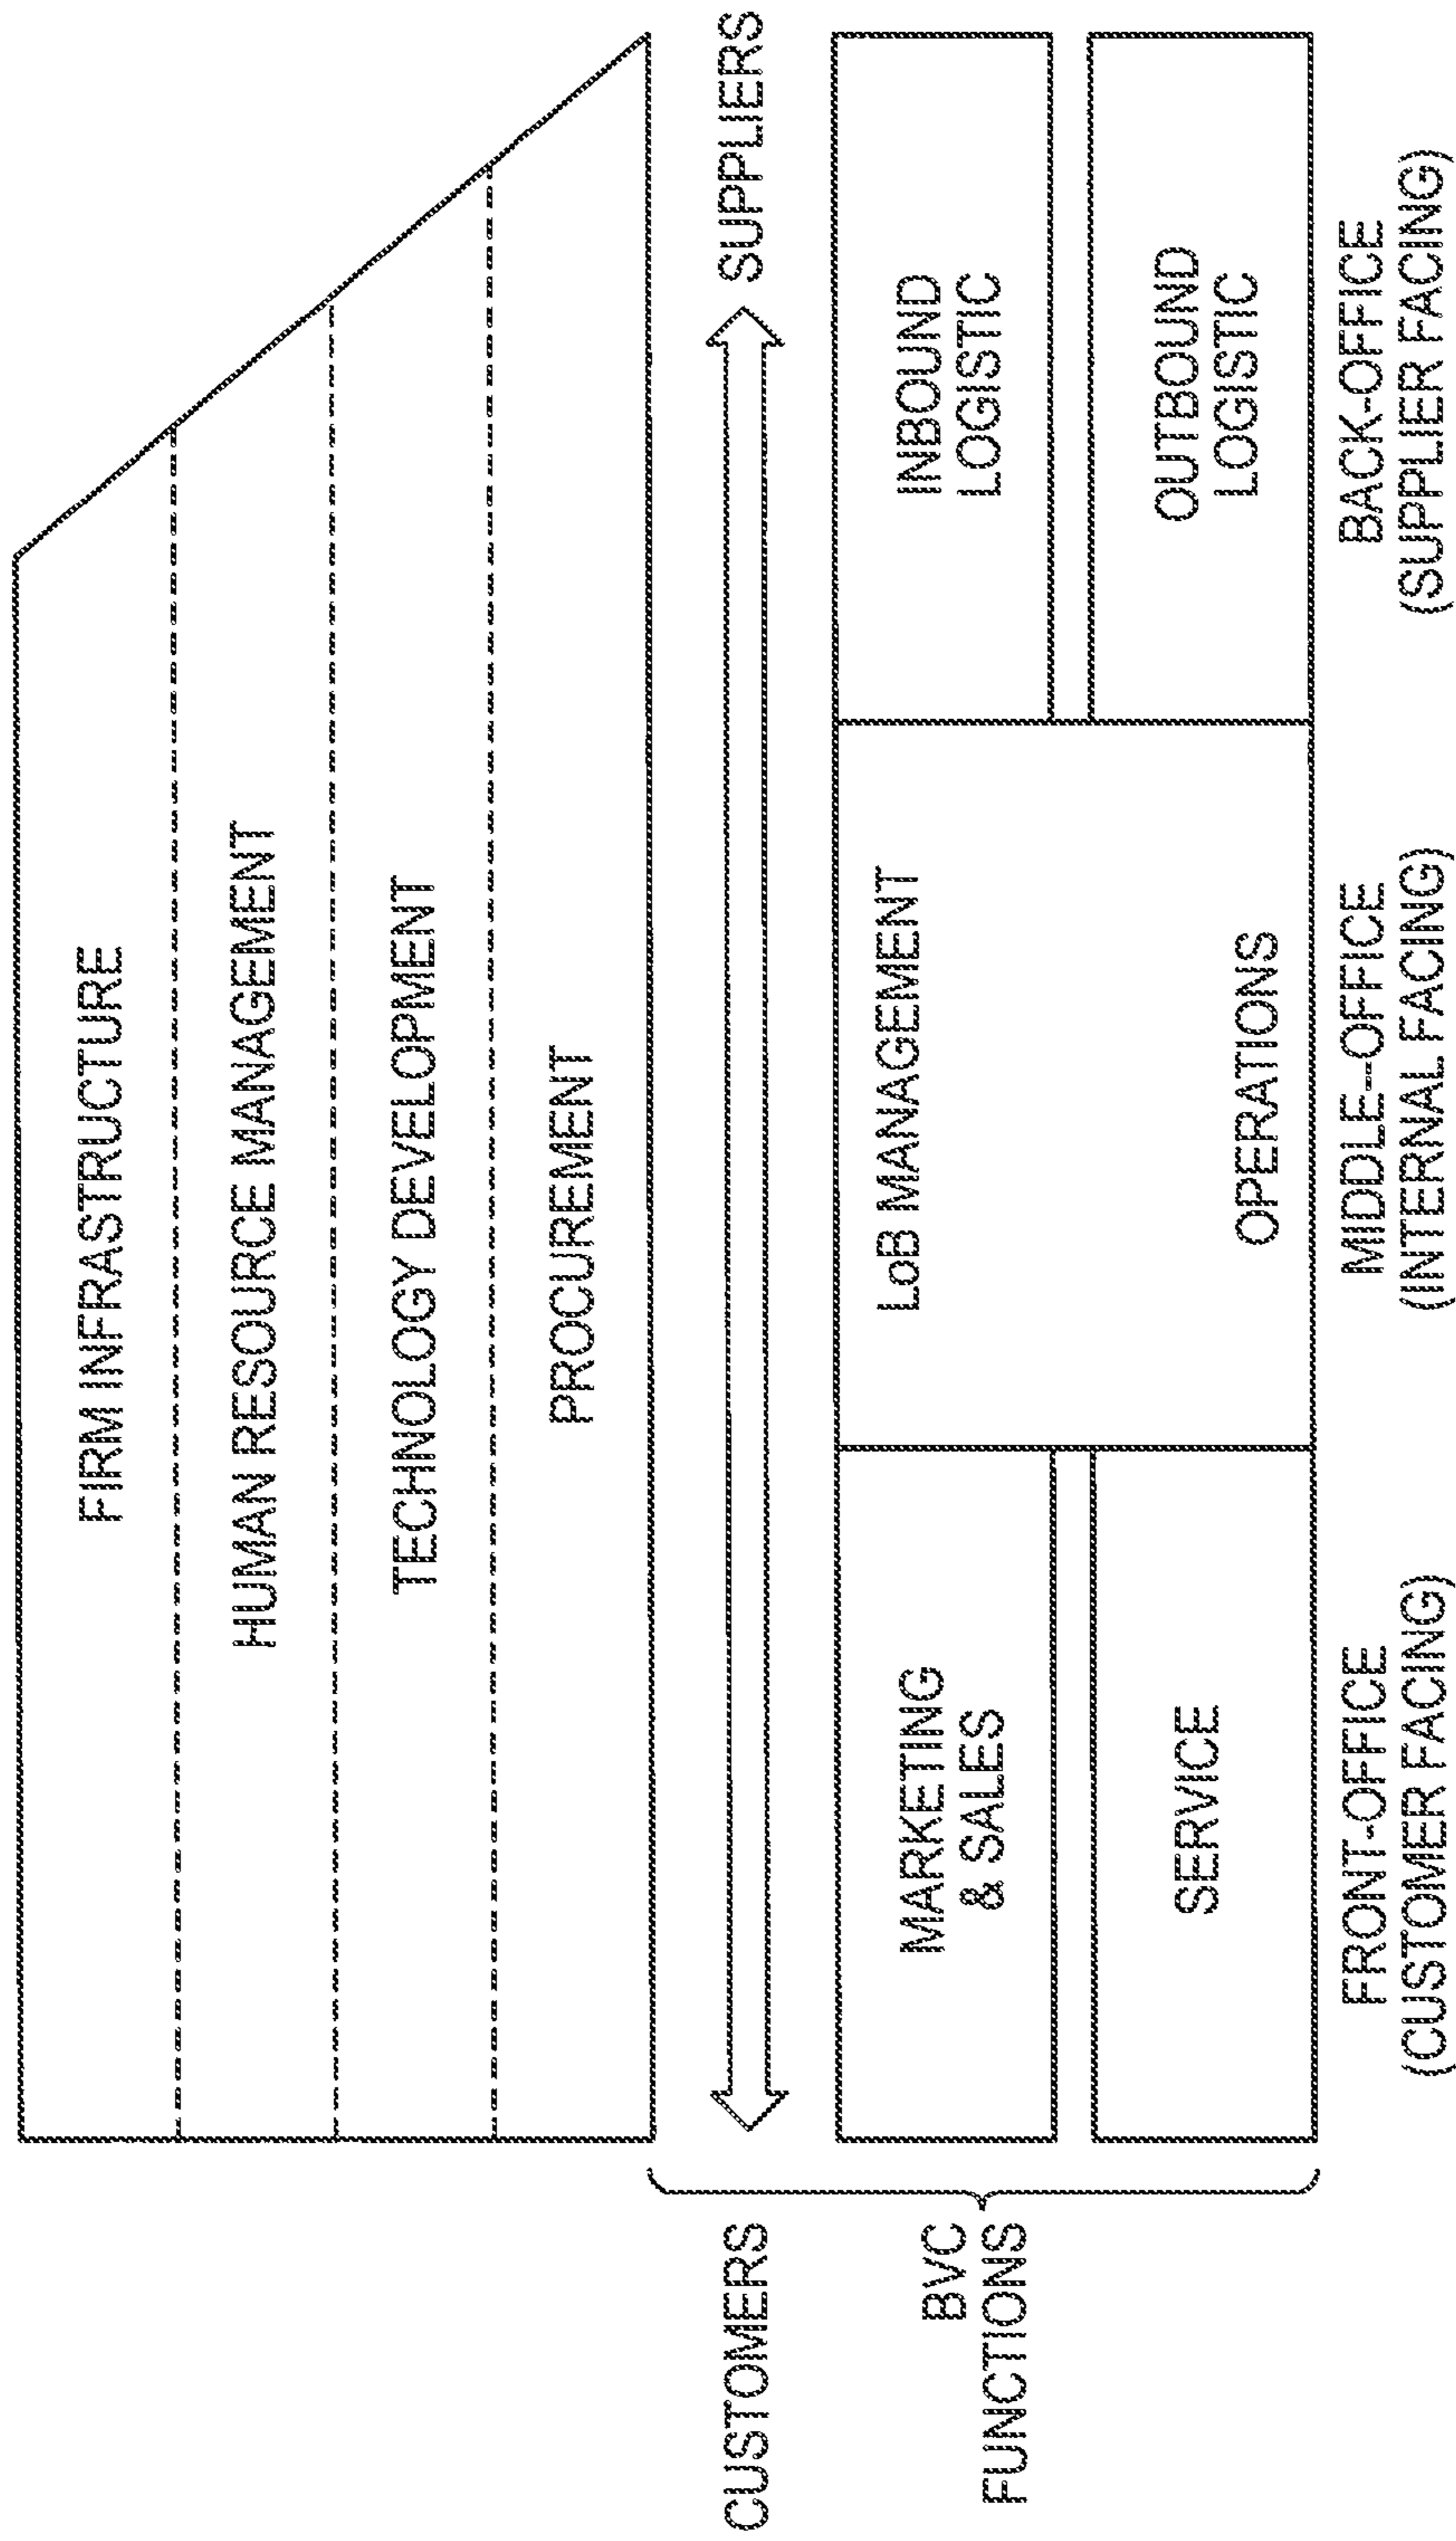 FIRM INFRASTRUCTURE
HUMAN RESOURCE MANAGEMENT
TECHNOLOGY DEVELOPMENT
PROCUREMENT
CUSTOMERS
SUPPLIERS
BVC
FUNCTIONS
MARKETING
& SALES
SERVICE
LoB MANAGEMENT
OPERATIONS
INBOUND
LOGISTIC
OUTBOUND
LOGISTIC
FRONT-OFFICE
(CUSTOMER FACING)
MIDDLE--OFFICE
(INTERNAL FACING)
BACK-OFFICE
(SUPPLIER FACING)